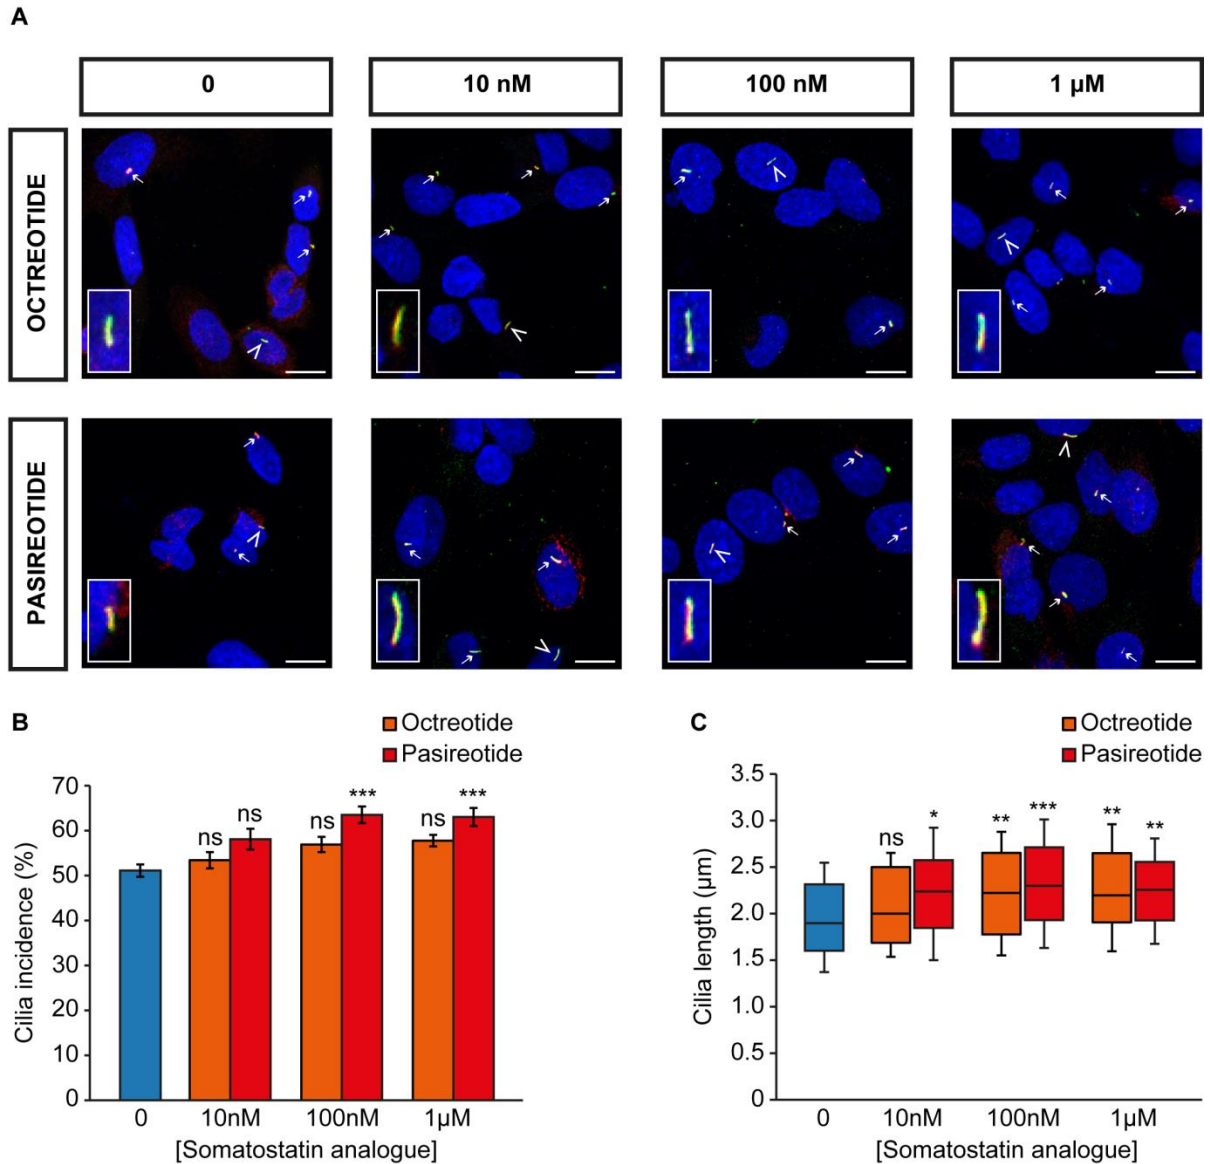 A
0
10 nM
100 nM
1 µM
OCTREOTIDE
PASIREOTIDE
B
Octreotide
Pasireotide
Cilia incidence (%)
70
60
50
40
30
20
10
0
ns
ns
ns
***
ns
***
0
10nM
100nM
1µM
[Somatostatin analogue]
C
Octreotide
Pasireotide
Cilia length (µm)
3.5
3.0
2.5
2.0
1.5
1.0
0.5
0
ns
*
**
***
**
**
0
10nM
100nM
1µM
[Somatostatin analogue]